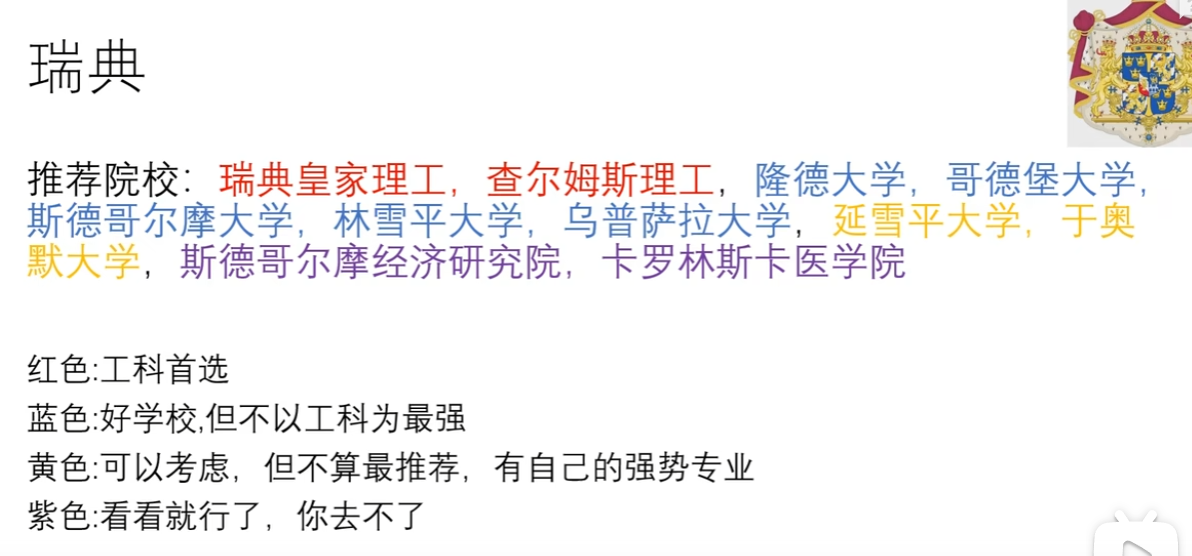 瑞典
推荐院校：瑞典皇家理工，查尔姆斯理工，隆德大学，哥德堡大学，
斯德哥尔摩大学，林雪平大学，乌普萨拉大学，延雪平大学，于奥
默大学，斯德哥尔摩经济研究院，卡罗林斯卡医学院
红色:工科首选
蓝色:好学校,但不以工科为最强
黄色:可以考虑，但不算最推荐，有自己的强势专业
紫色:看看就行了，你去不了